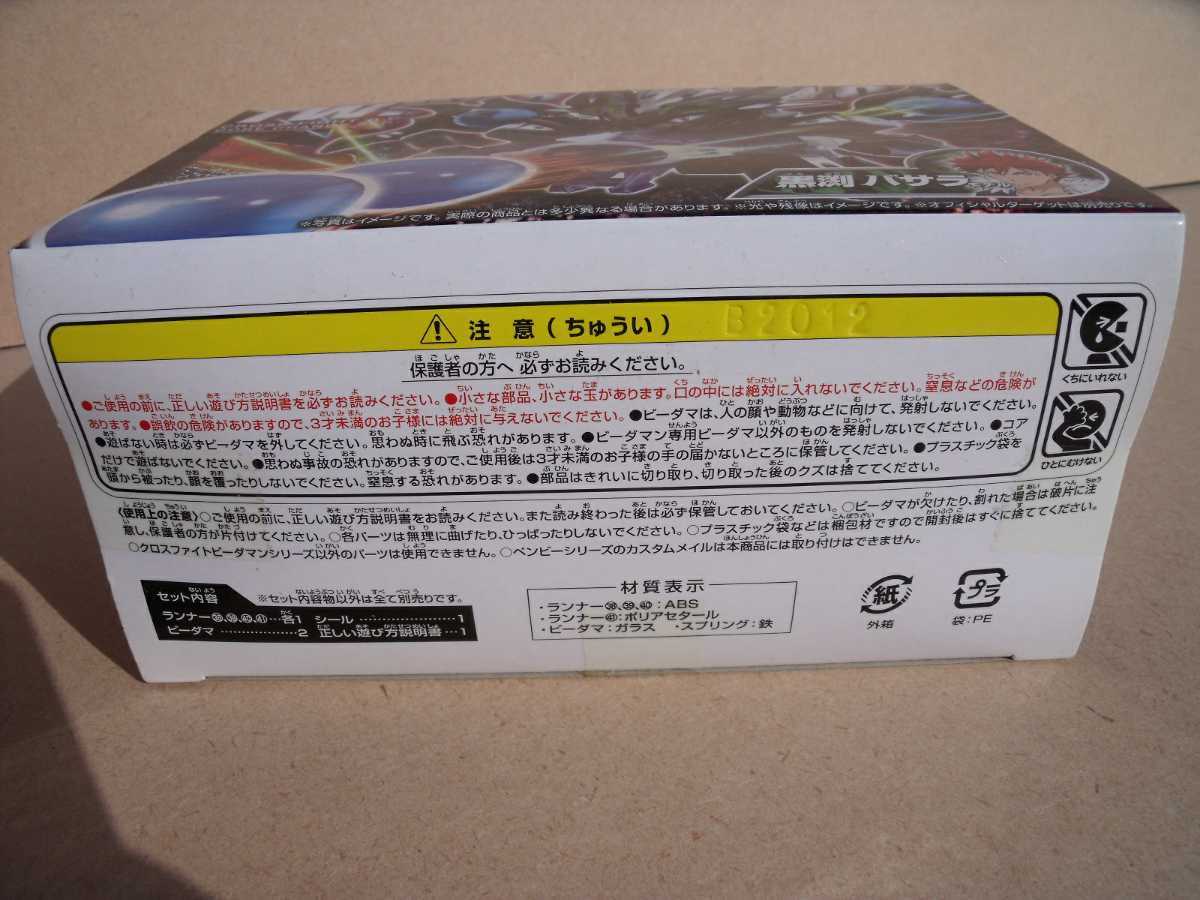 黒渕 バサラ
※写真はイメージです。実際の商品とは多少異なる場合があります。※光や残像はイメージです。※オフィシャルターゲットは別売りです。
注 意 (ちゅうい) B2012
保護者の方へ 必ずお読みください。
●ご使用の前に、正しい遊び方説明書を必ずお読みください。●小さな部品、小さな玉があります。口の中には絶対に入れないでください。窒息などの危険が
あります。●誤飲の危険がありますので、3才未満のお子様には絶対に与えないでください。●ビーダマは、人の顔や動物などに向けて、発射しないでください。
●遊ばない時は必ずビーダマを外してください。思わぬ時に飛ぶ恐れがあります。●ビーダマン専用ビーダマ以外のものを発射しないでください。●コア
だけで遊ばないでください。●思わぬ事故の恐れがありますので、ご使用後は3才未満のお子様の手の届かないところに保管してください。●プラスチック袋を
頭から被ったり、顔を覆ったりしないでください。窒息する恐れがあります。●部品はきれいに切り取り、切り取った後のクズは捨ててください。
くちにいれない
ひとにむけない
〈使用上の注意〉○ご使用の前に、正しい遊び方説明書をお読みください。また読み終わった後は必ず保管しておいてください。○ビーダマが欠けたり、割れた場合は破片に注
意し、保護者の方が片付けてください。○各パーツは無理に曲げたり、ひっぱったりしないでください。○プラスチック袋などは梱包材ですので開封後はすぐに捨ててください。
○クロスファイトビーダマンシリーズ以外のパーツは使用できません。○ペンビーシリーズのカスタムメイルは本商品には取り付けはできません。
セット内容 ※セット内容物以外は全て別売りです。
ランナー㊳,㊴,㊵,㊶…各1 シール……………………1
ビーダマ……………………2 正しい遊び方説明書…1
材質表示
・ランナー㊳,㊴,㊵:ABS
・ランナー㊶:ポリアセタール
・ビーダマ:ガラス ・スプリング:鉄
紙
外箱
プラ
袋:PE